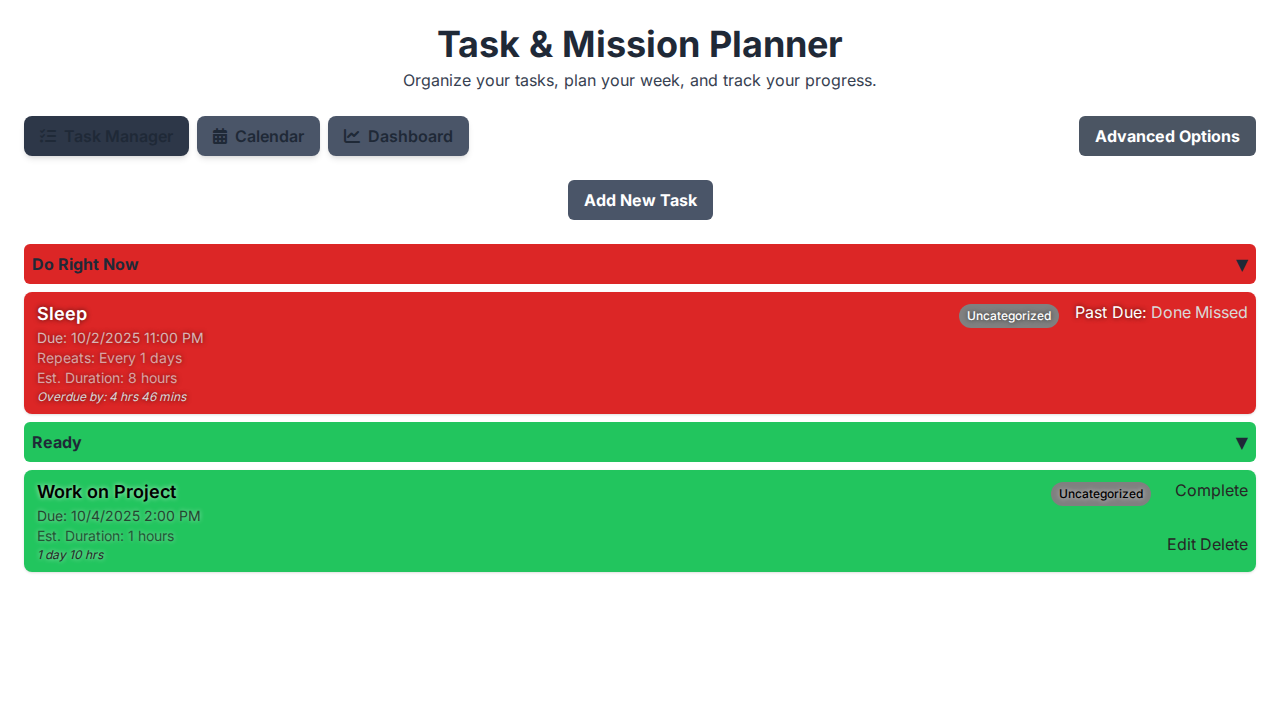 Task & Mission Planner
Organize your tasks, plan your week, and track your progress.
Task Manager
Calendar
Dashboard
Advanced Options
Add New Task
Do Right Now
▼
Sleep
Uncategorized
Past Due: Done Missed
Due: 10/2/2025 11:00 PM
Repeats: Every 1 days
Est. Duration: 8 hours
Overdue by: 4 hrs 46 mins
Ready
▼
Work on Project
Uncategorized
Complete
Due: 10/4/2025 2:00 PM
Est. Duration: 1 hours
Edit Delete
1 day 10 hrs